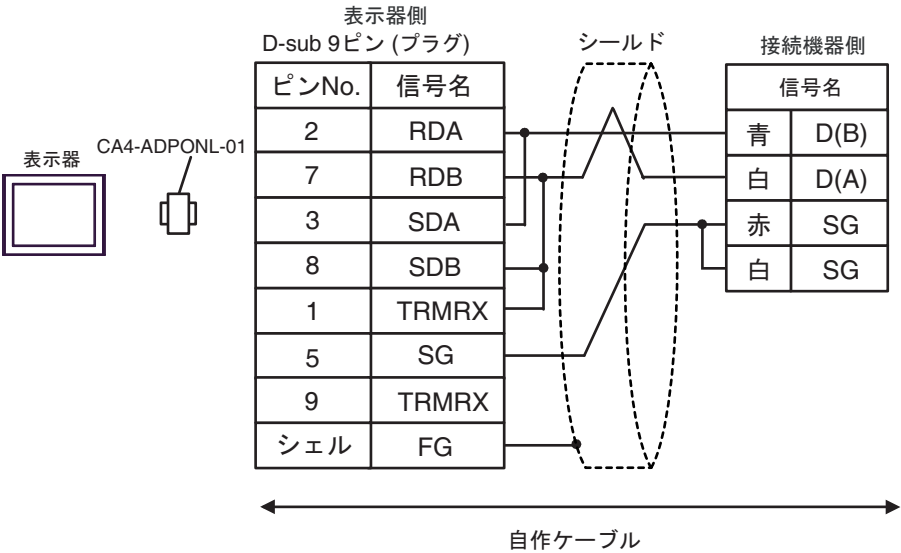 表示器側
D-sub 9ピン (プラグ)
シールド
接続機器側
ピンNo. 信号名
信号名
2 RDA
青 D(B)
7 RDB
白 D(A)
3 SDA
赤 SG
8 SDB
白 SG
1 TRMRX
5 SG
9 TRMRX
シェル FG
表示器
CA4-ADPONL-01
自作ケーブル